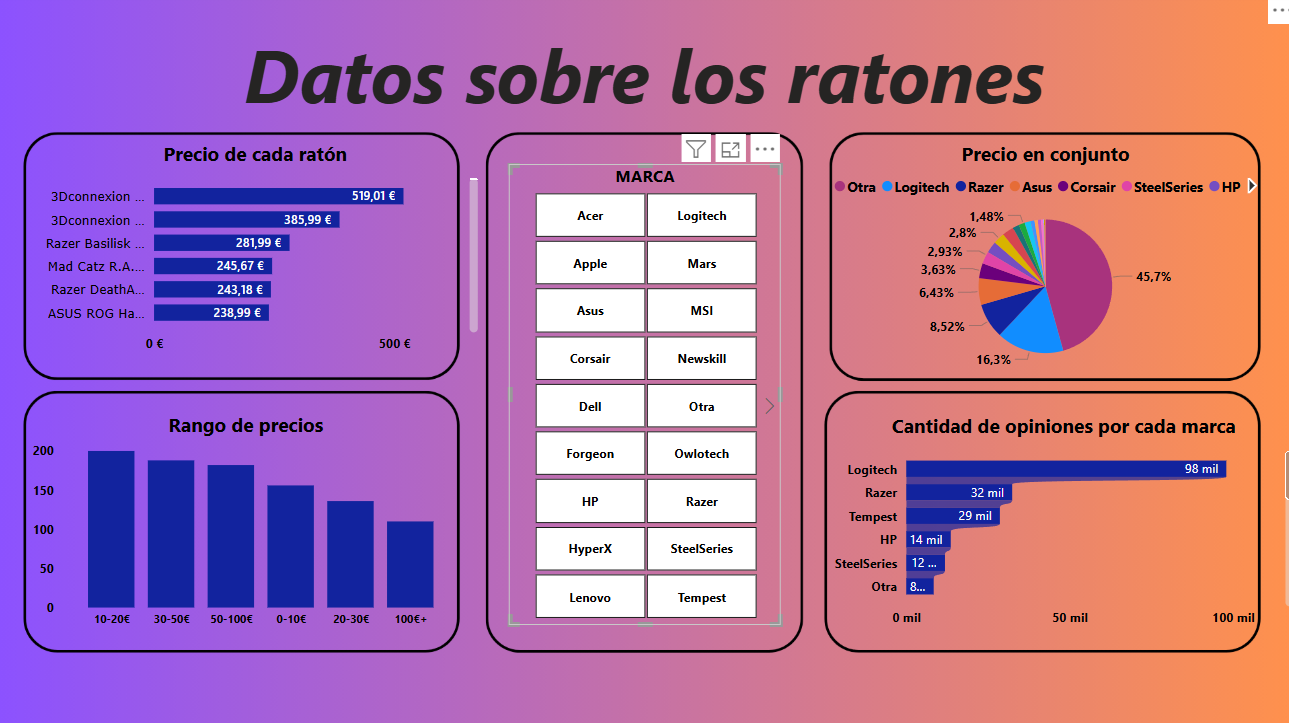 Datos sobre los ratones
Precio de cada ratón
3Dconnexion ... 519,01 €
3Dconnexion ... 385,99 €
Razer Basilisk ... 281,99 €
Mad Catz R.A.... 245,67 €
Razer DeathA... 243,18 €
ASUS ROG Ha... 238,99 €
0 € 500 €
MARCA
Acer Logitech
Apple Mars
Asus MSI
Corsair Newskill
Dell Otra
Forgeon Owlotech
HP Razer
HyperX SteelSeries
Lenovo Tempest
Precio en conjunto
Otra Logitech Razer Asus Corsair SteelSeries HP
1,48%
2,8%
2,93%
3,63%
6,43%
8,52%
16,3%
45,7%
Rango de precios
200
150
100
50
0
10-20€ 30-50€ 50-100€ 0-10€ 20-30€ 100€+
Cantidad de opiniones por cada marca
Logitech 98 mil
Razer 32 mil
Tempest 29 mil
HP 14 mil
SteelSeries 12 ...
Otra 8...
0 mil 50 mil 100 mil